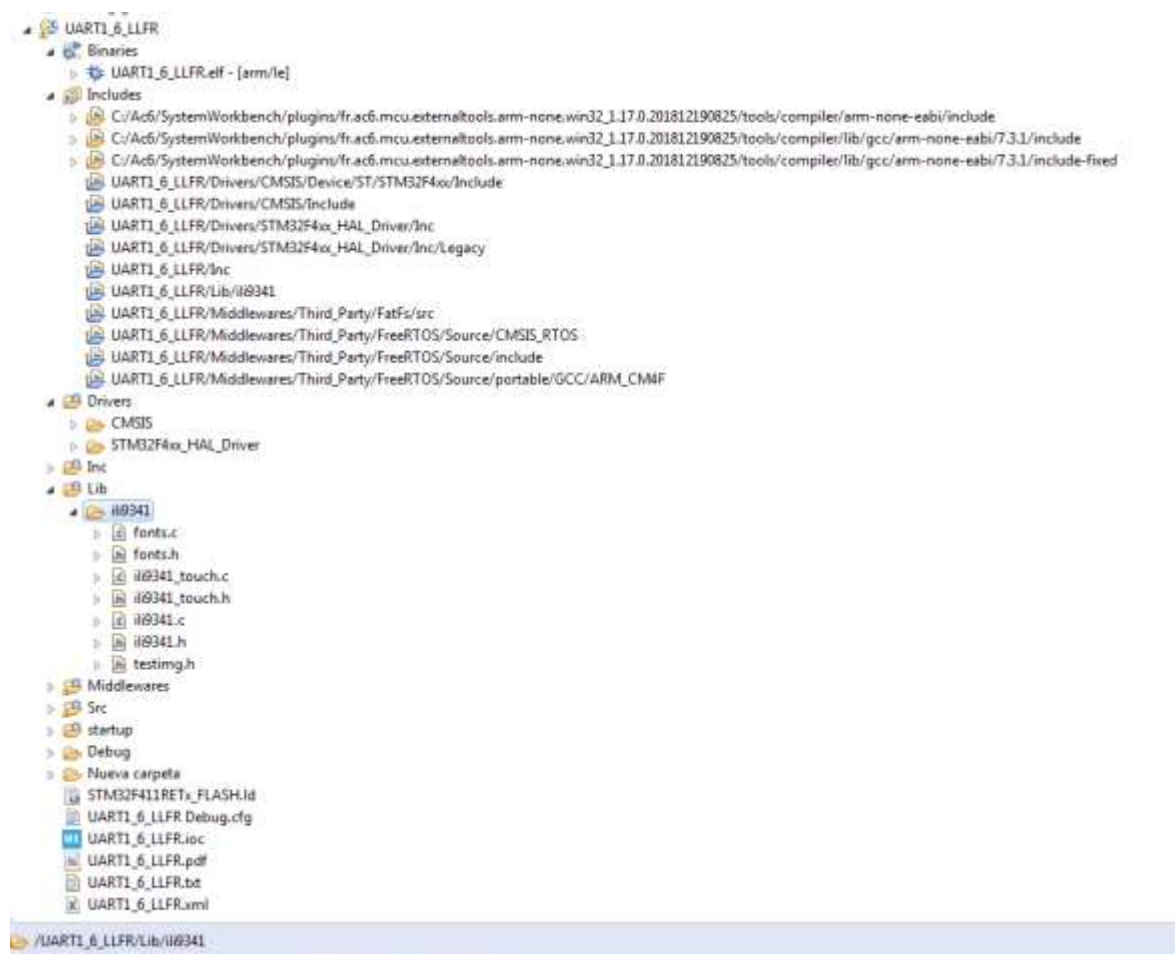 UART1_6_LLFR
Binaries
UART1_6_LLFR.elf - [arm/le]
Includes
C:/Ac6/SystemWorkbench/plugins/fr.ac6.mcu.externaltools.arm-none.win32_1.17.0.201812190825/tools/compiler/arm-none-eabi/include
C:/Ac6/SystemWorkbench/plugins/fr.ac6.mcu.externaltools.arm-none.win32_1.17.0.201812190825/tools/compiler/lib/gcc/arm-none-eabi/7.3.1/include
C:/Ac6/SystemWorkbench/plugins/fr.ac6.mcu.externaltools.arm-none.win32_1.17.0.201812190825/tools/compiler/lib/gcc/arm-none-eabi/7.3.1/include-fixed
UART1_6_LLFR/Drivers/CMSIS/Device/ST/STM32F4xx/Include
UART1_6_LLFR/Drivers/CMSIS/Include
UART1_6_LLFR/Drivers/STM32F4xx_HAL_Driver/Inc
UART1_6_LLFR/Drivers/STM32F4xx_HAL_Driver/Inc/Legacy
UART1_6_LLFR/Inc
UART1_6_LLFR/Lib/ili9341
UART1_6_LLFR/Middlewares/Third_Party/FatFs/src
UART1_6_LLFR/Middlewares/Third_Party/FreeRTOS/Source/CMSIS_RTOS
UART1_6_LLFR/Middlewares/Third_Party/FreeRTOS/Source/include
UART1_6_LLFR/Middlewares/Third_Party/FreeRTOS/Source/portable/GCC/ARM_CM4F
Drivers
CMSIS
STM32F4xx_HAL_Driver
Inc
Lib
ili9341
fonts.c
fonts.h
ili9341_touch.c
ili9341_touch.h
ili9341.c
ili9341.h
testimg.h
Middlewares
Src
startup
Debug
Nueva carpeta
STM32F411RETx_FLASH.ld
UART1_6_LLFR Debug.cfg
UART1_6_LLFR.ioc
UART1_6_LLFR.pdf
UART1_6_LLFR.txt
UART1_6_LLFR.xml
/UART1_6_LLFR/Lib/ili9341